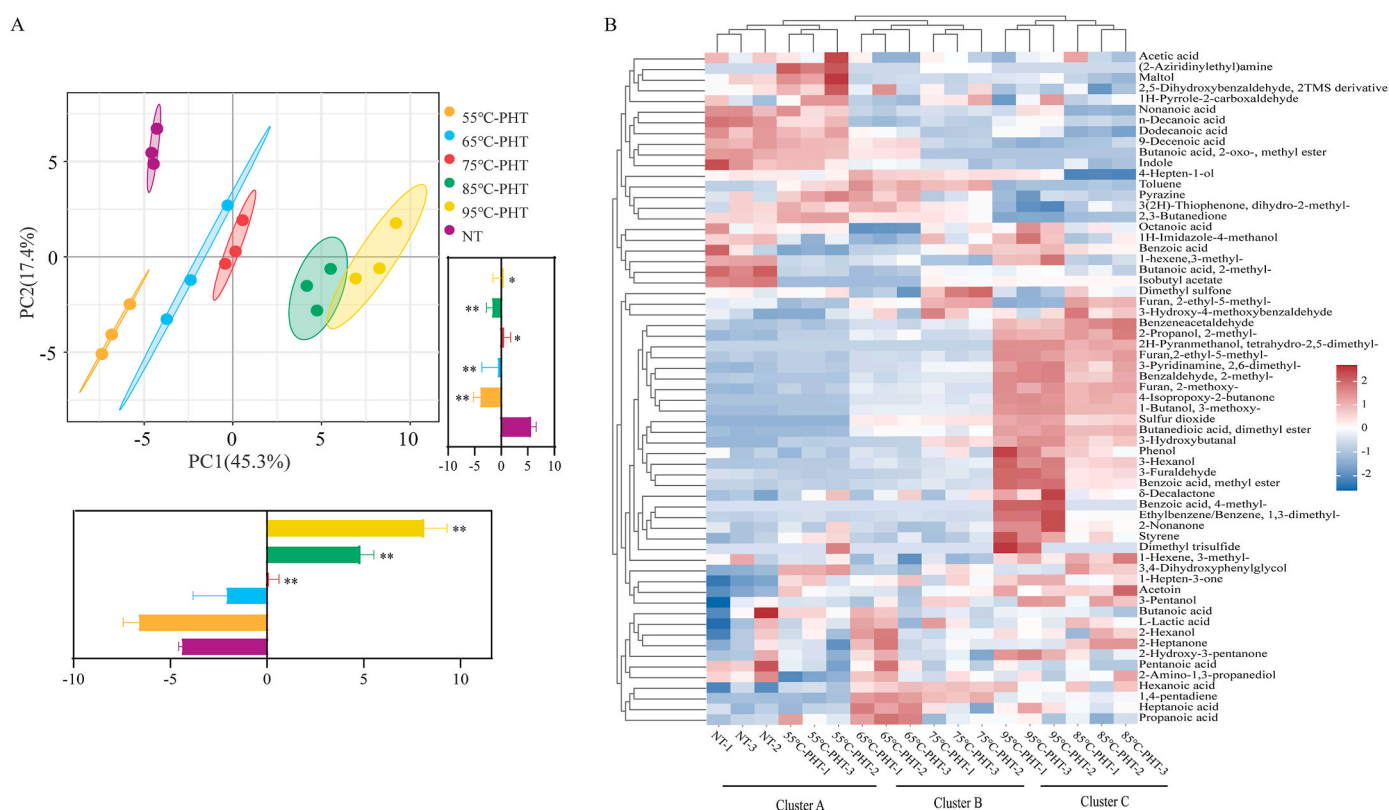 A
B
5
0
-5
-5
0
5
10
PC2(17.4%)
PC1(45.3%)
55℃-PHT
65℃-PHT
75℃-PHT
85℃-PHT
95℃-PHT
NT
*
**
*
**
**
-10
-5
0
5
10
**
**
**
-10
-5
0
5
10
Acetic acid
(2-Aziridinylethyl)amine
Maltol
2,5-Dihydroxybenzaldehyde, 2TMS derivative
1H-Pyrrole-2-carboxaldehyde
Nonanoic acid
n-Decanoic acid
Dodecanoic acid
9-Decenoic acid
Butanoic acid, 2-oxo-, methyl ester
Indole
4-Hepten-1-ol
Toluene
Pyrazine
3(2H)-Thiophenone, dihydro-2-methyl-
2,3-Butanedione
Octanoic acid
1H-Imidazole-4-methanol
Benzoic acid
1-hexene,3-methyl-
Butanoic acid, 2-methyl-
Isobutyl acetate
Dimethyl sulfone
Furan, 2-ethyl-5-methyl-
3-Hydroxy-4-methoxybenzaldehyde
Benzeneacetaldehyde
2-Propanol, 2-methyl-
2H-Pyranmethanol, tetrahydro-2,5-dimethyl-
Furan,2-ethyl-5-methyl-
3-Pyridinamine, 2,6-dimethyl-
Benzaldehyde, 2-methyl-
Furan, 2-methoxy-
4-Isopropoxy-2-butanone
1-Butanol, 3-methoxy-
Sulfur dioxide
Butanedioic acid, dimethyl ester
3-Hydroxybutanal
Phenol
3-Hexanol
3-Furaldehyde
Benzoic acid, methyl ester
δ-Decalactone
Benzoic acid, 4-methyl-
Ethylbenzene/Benzene, 1,3-dimethyl-
2-Nonanone
Styrene
Dimethyl trisulfide
1-Hexene, 3-methyl-
3,4-Dihydroxyphenylglycol
1-Hepten-3-one
Acetoin
3-Pentanol
Butanoic acid
L-Lactic acid
2-Hexanol
2-Heptanone
2-Hydroxy-3-pentanone
Pentanoic acid
2-Amino-1,3-propanediol
Hexanoic acid
1,4-pentadiene
Heptanoic acid
Propanoic acid
2
1
0
-1
-2
NT-1
NT-3
NT-2
55℃-PHT-1
55℃-PHT-3
55℃-PHT-2
65℃-PHT-1
65℃-PHT-2
65℃-PHT-3
75℃-PHT-1
75℃-PHT-3
75℃-PHT-2
95℃-PHT-1
95℃-PHT-3
95℃-PHT-2
85℃-PHT-1
85℃-PHT-2
85℃-PHT-3
Cluster A
Cluster B
Cluster C